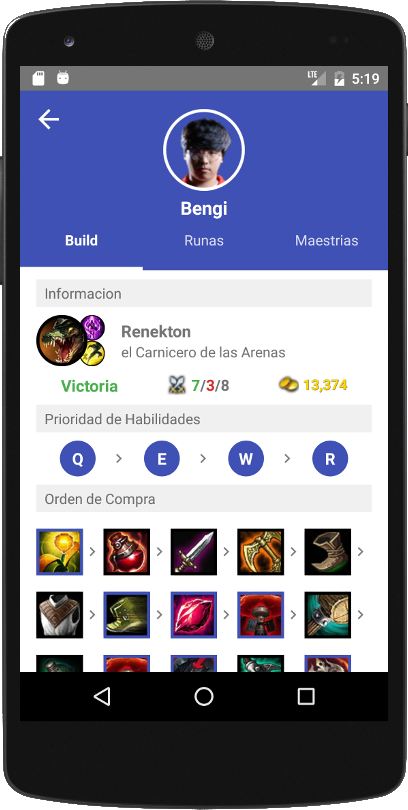 LTE 5:19
Bengi
Build Runas Maestrias
Informacion
Renekton
el Carnicero de las Arenas
Victoria 7/3/8 13,374
Prioridad de Habilidades
Q > E > W > R
Orden de Compra